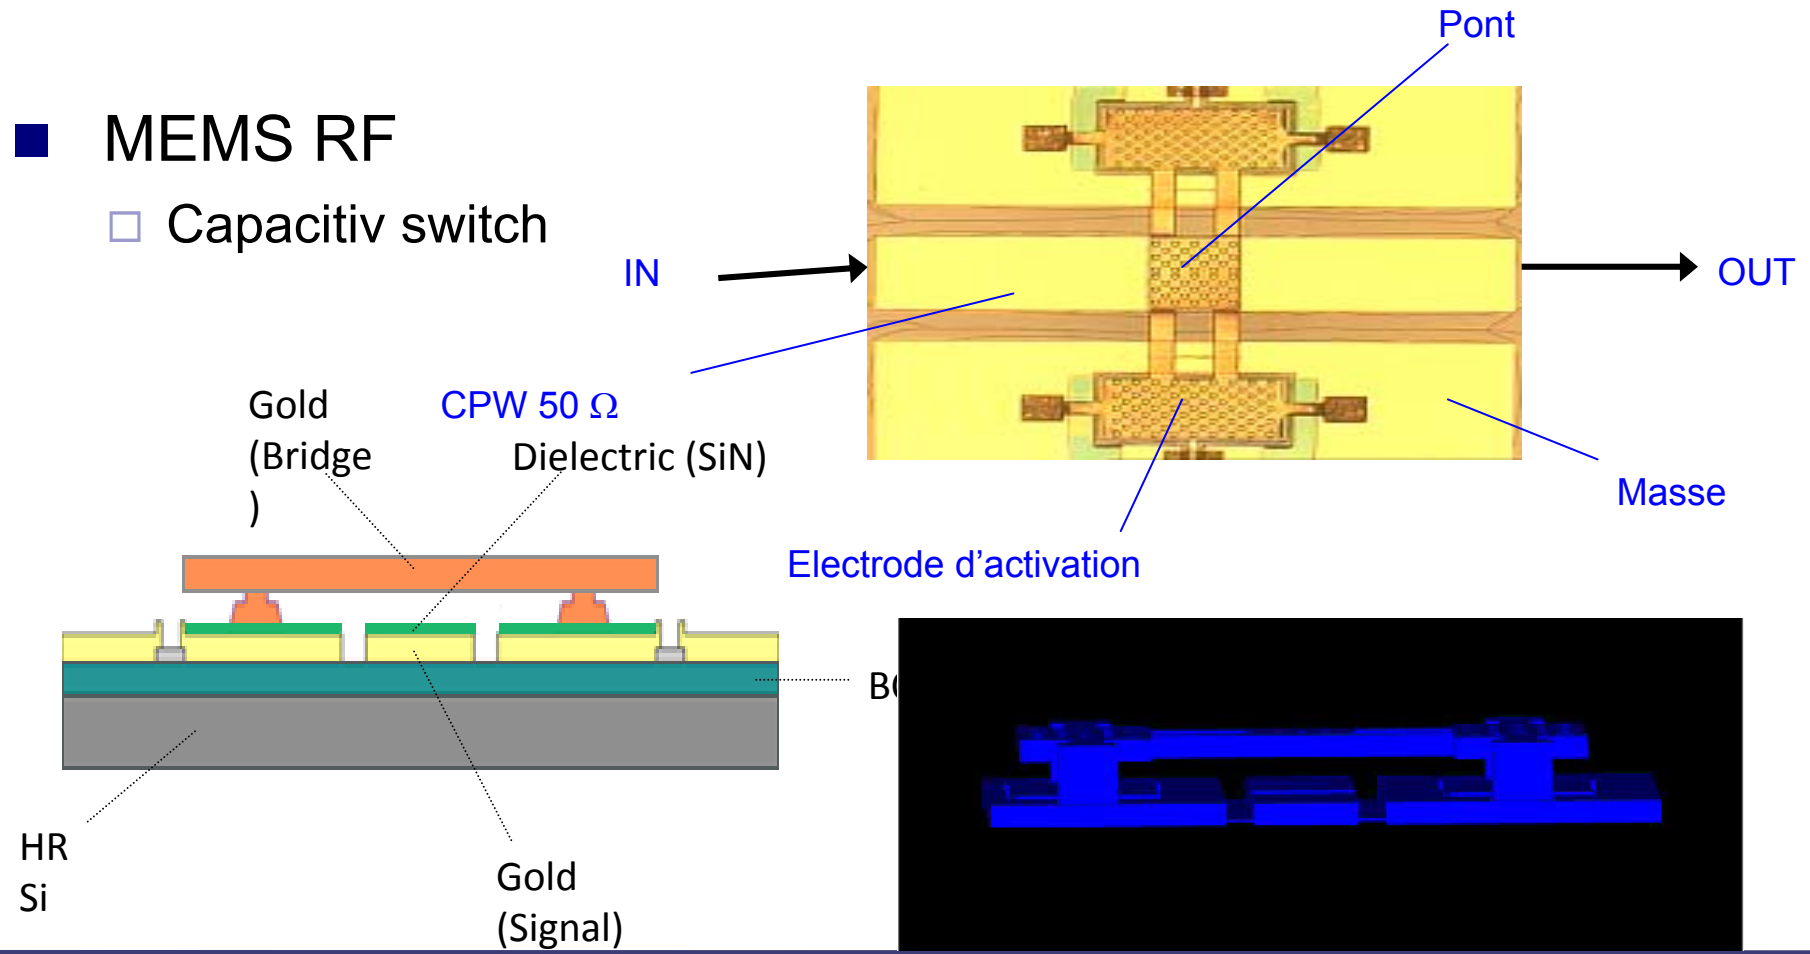 Pont
MEMS RF
Capacitiv switch
IN
OUT
Gold
(Bridge
)
CPW 50 Ω
Dielectric (SiN)
Masse
Electrode d’activation
HR
Si
Gold
(Signal)